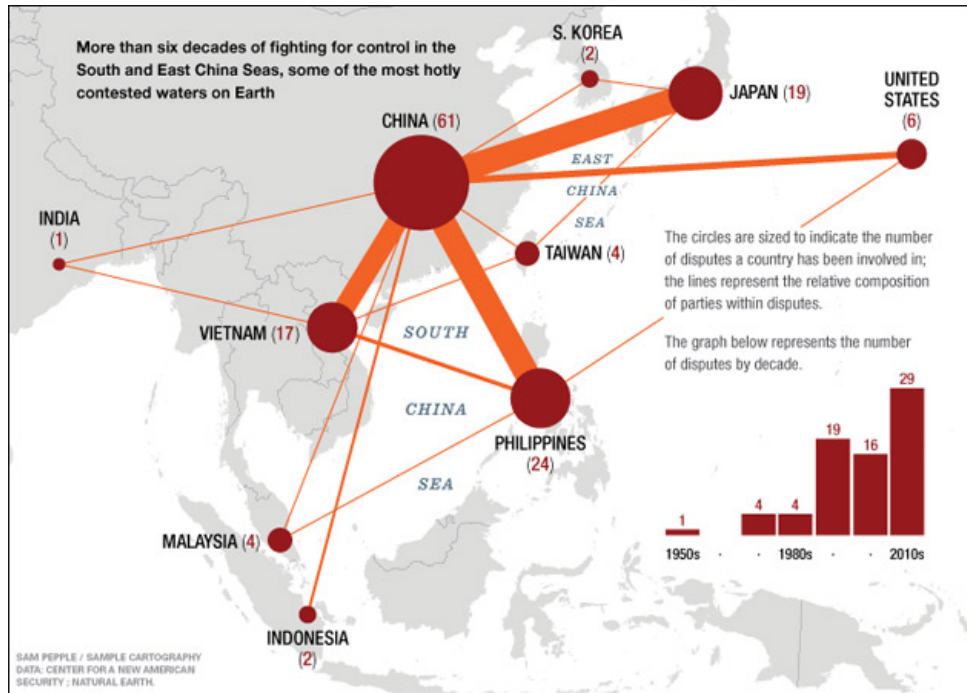 More than six decades of fighting for control in the
South and East China Seas, some of the most hotly
contested waters on Earth
S. KOREA
(2)
JAPAN (19)
UNITED
STATES
(6)
CHINA (61)
EAST
CHINA
SEA
INDIA
(1)
TAIWAN (4)
The circles are sized to indicate the number
of disputes a country has been involved in;
the lines represent the relative composition
of parties within disputes.
VIETNAM (17)
SOUTH
CHINA
SEA
The graph below represents the number
of disputes by decade.
PHILIPPINES
(24)
MALAYSIA (4)
INDONESIA
(2)
1 4 4 19 16 29
1950s · · 1980s · · 2010s
SAM PEPPLE / SAMPLE CARTOGRAPHY
DATA: CENTER FOR A NEW AMERICAN
SECURITY ; NATURAL EARTH.